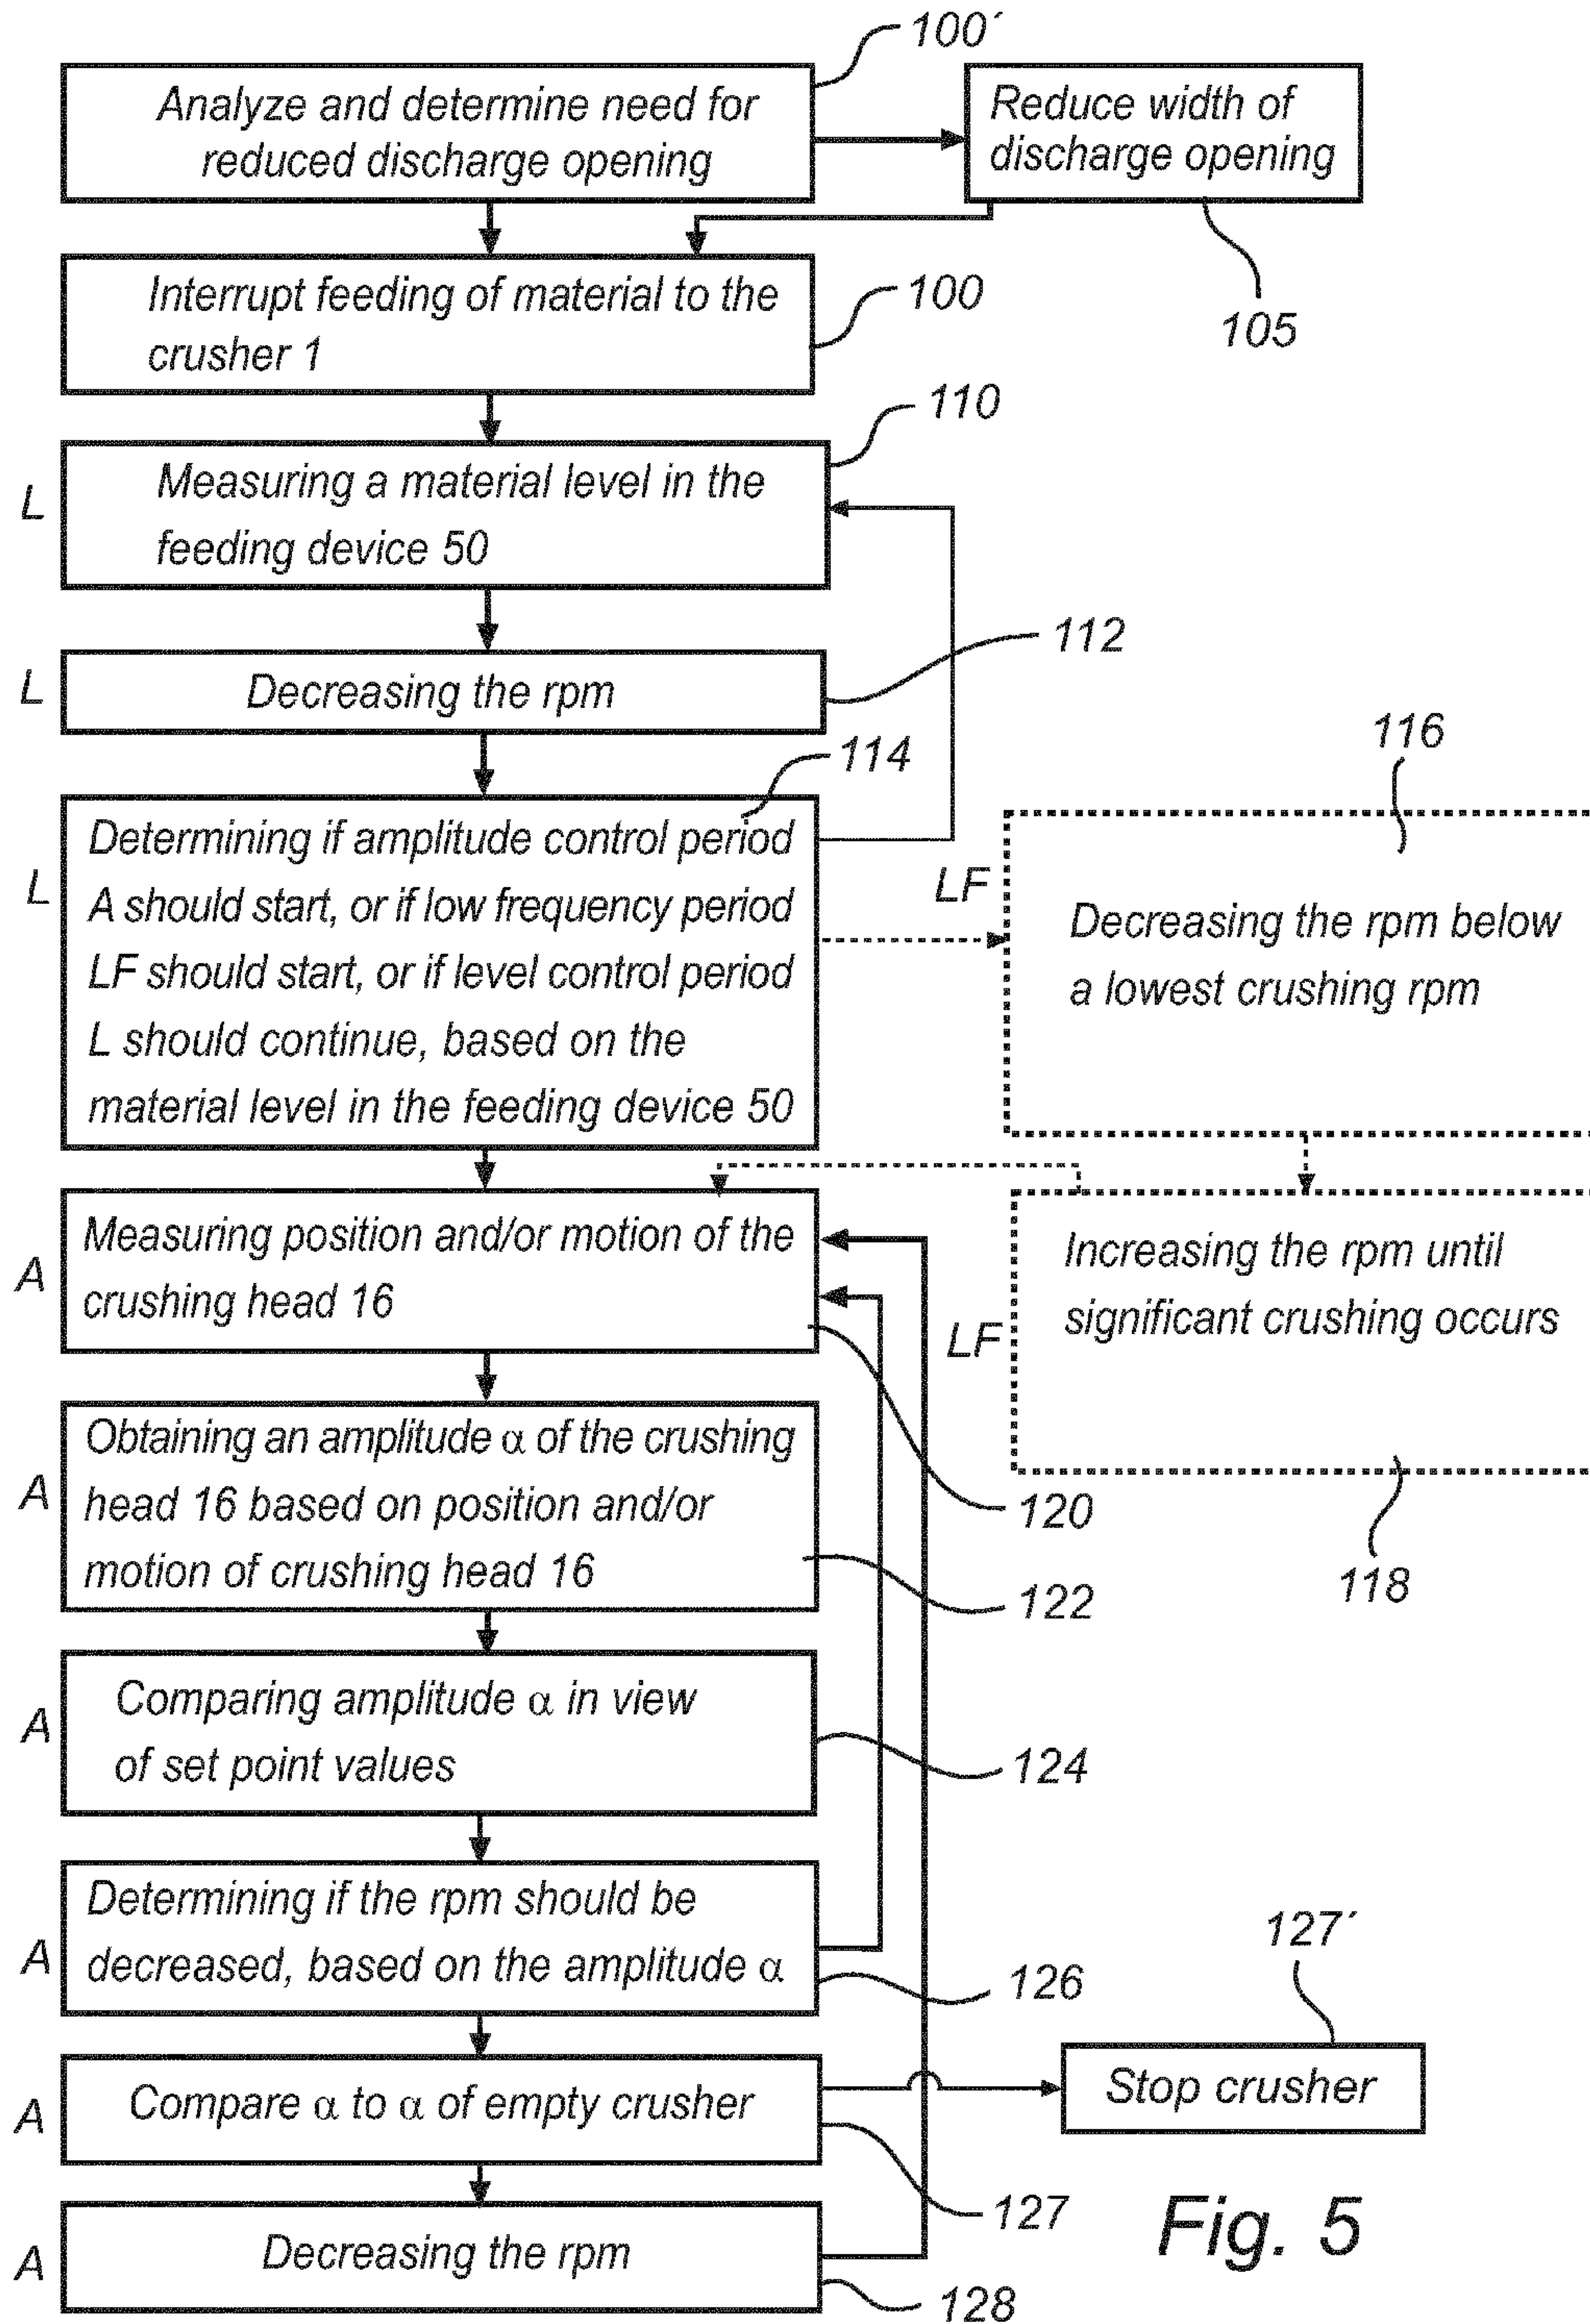 100´
Analyze and determine need for
reduced discharge opening
Reduce width of
discharge opening
105
Interrupt feeding of material to the
crusher 1
100
110
L
Measuring a material level in the
feeding device 50
112
L
Decreasing the rpm
114
L
Determining if amplitude control period
A should start, or if low frequency period
LF should start, or if level control period
L should continue, based on the
material level in the feeding device 50
116
LF
Decreasing the rpm below
a lowest crushing rpm
A
Measuring position and/or motion of the
crushing head 16
LF
Increasing the rpm until
significant crushing occurs
120
118
A
Obtaining an amplitude α of the crushing
head 16 based on position and/or
motion of crushing head 16
122
A
Comparing amplitude α in view
of set point values
124
A
Determining if the rpm should be
decreased, based on the amplitude α
126
127´
A
Compare α to α of empty crusher
Stop crusher
127
A
Decreasing the rpm
128
Fig. 5